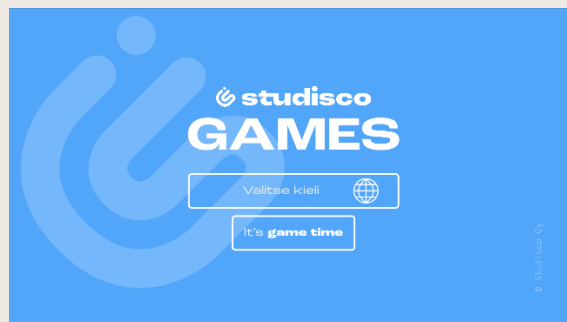 studisco
GAMES
Valitse kieli
It's game time
© Studisco Oy